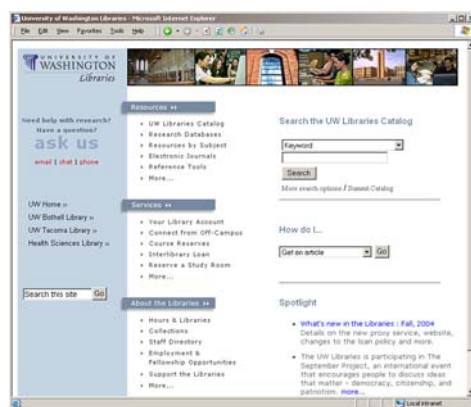 University of Washington Libraries - Microsoft Internet Explorer
File Edit View Favorites Tools Help
UNIVERSITY OF
WASHINGTON
Libraries
Need help with research?
Have a question?
ask us
email | chat | phone
UW Home »
UW Bothell Library »
UW Tacoma Library »
Health Sciences Library »
Search this site Go
Resources »
UW Libraries Catalog
Research Databases
Resources by Subject
Electronic Journals
Reference Tools
More...
Services »
Your Library Account
Connect from Off-Campus
Course Reserves
Interlibrary Loan
Reserve a Study Room
More...
About the Libraries »
Hours & Libraries
Collections
Staff Directory
Employment &
Fellowship Opportunities
Support the Libraries
More...
Search the UW Libraries Catalog
Keyword
Search
More search options / Summit Catalog
How do I...
Get an article Go
Spotlight
What's new in the Libraries : Fall, 2004
Details on the new proxy service, website,
changes to the loan policy and more.
The UW Libraries is participating in The
September Project, an international event
that encourages people to discuss ideas
that matter - democracy, citizenship, and
patriotism. more...
Local intranet